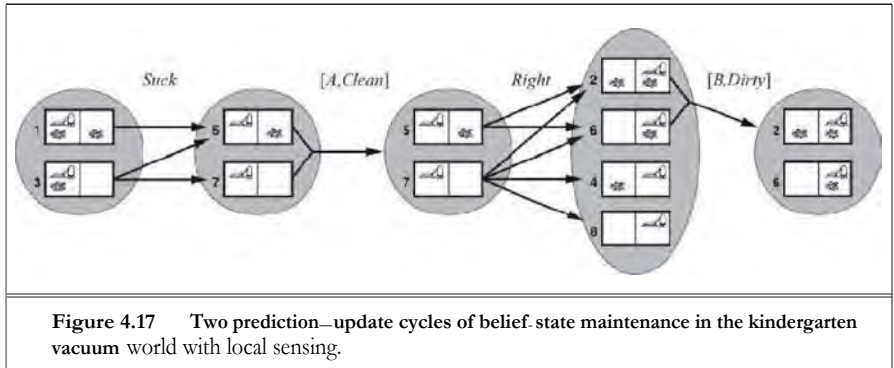 Suck [A,Clean] Right [B,Dirty]
1 5 5 2 2
3 7 7 6 6
4
8
Figure 4.17 Two prediction—update cycles of belief-state maintenance in the kindergarten
vacuum world with local sensing.